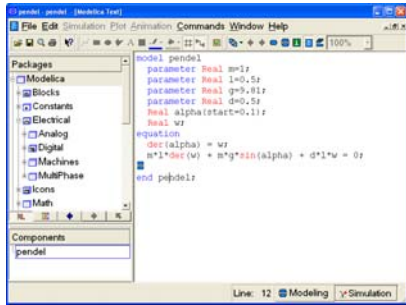 pendel - pendel - [Modelica Text]
File Edit Simulation Plot Animation Commands Window Help
100%
Packages
Modelica
Blocks
Constants
Electrical
Analog
Digital
Machines
MultiPhase
Icons
Math
Components
pendel
model pendel
parameter Real m=1;
parameter Real l=0.5;
parameter Real g=9.81;
parameter Real d=0.5;
Real alpha(start=0.1);
Real w;
equation
der(alpha) = w;
m*l*der(w) + m*g*sin(alpha) + d*l*w = 0;
end pendel;
Line: 12 Modeling Simulation